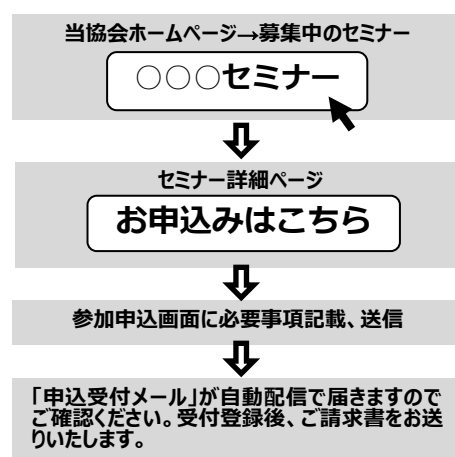 当協会ホームページ→募集中のセミナー
○○○セミナー
セミナー詳細ページ
お申込みはこちら
参加申込画面に必要事項記載、送信
「申込受付メール」が自動配信で届きますので
ご確認ください。受付登録後、ご請求書をお送
りいたします。